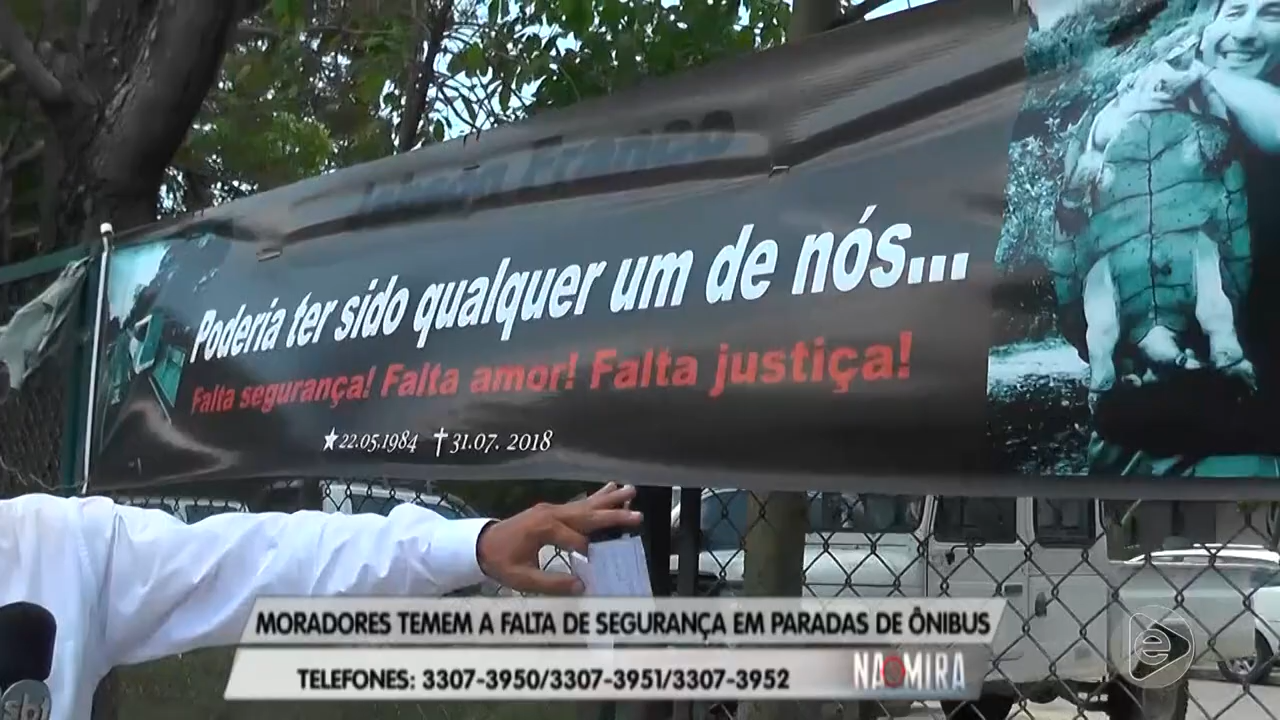 Poderia ter sido qualquer um de nós...
Falta segurança! Falta amor! Falta justiça!
22.05.1984 31.07. 2018
MORADORES TEMEM A FALTA DE SEGURANÇA EM PARADAS DE ÔNIBUS
TELEFONES: 3307-3950/3307-3951/3307-3952
NA MIRA
e
sbt